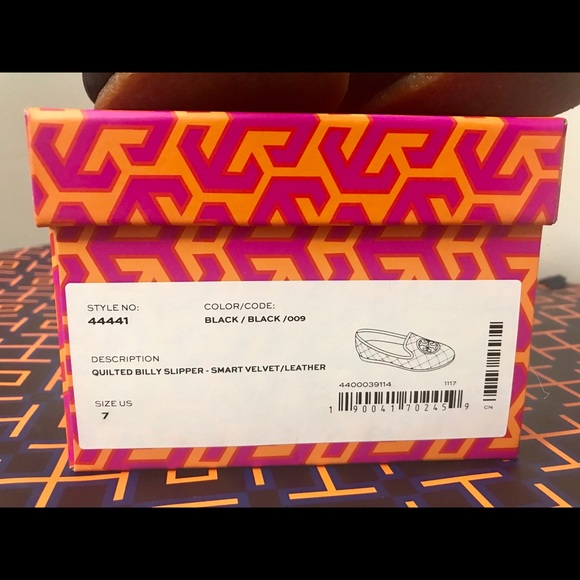 STYLE NO: COLOR/CODE:
44441 BLACK / BLACK /009
DESCRIPTION
QUILTED BILLY SLIPPER - SMART VELVET/LEATHER
SIZE US
7
4400039114 1117
1 90041 70245 9
CN